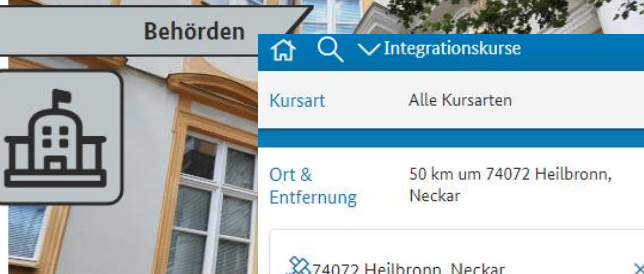 Behörden
Integrationskurse
Kursart Alle Kursarten
Ort &
Entfernung
50 km um 74072 Heilbronn,
Neckar
74072 Heilbronn, Neckar